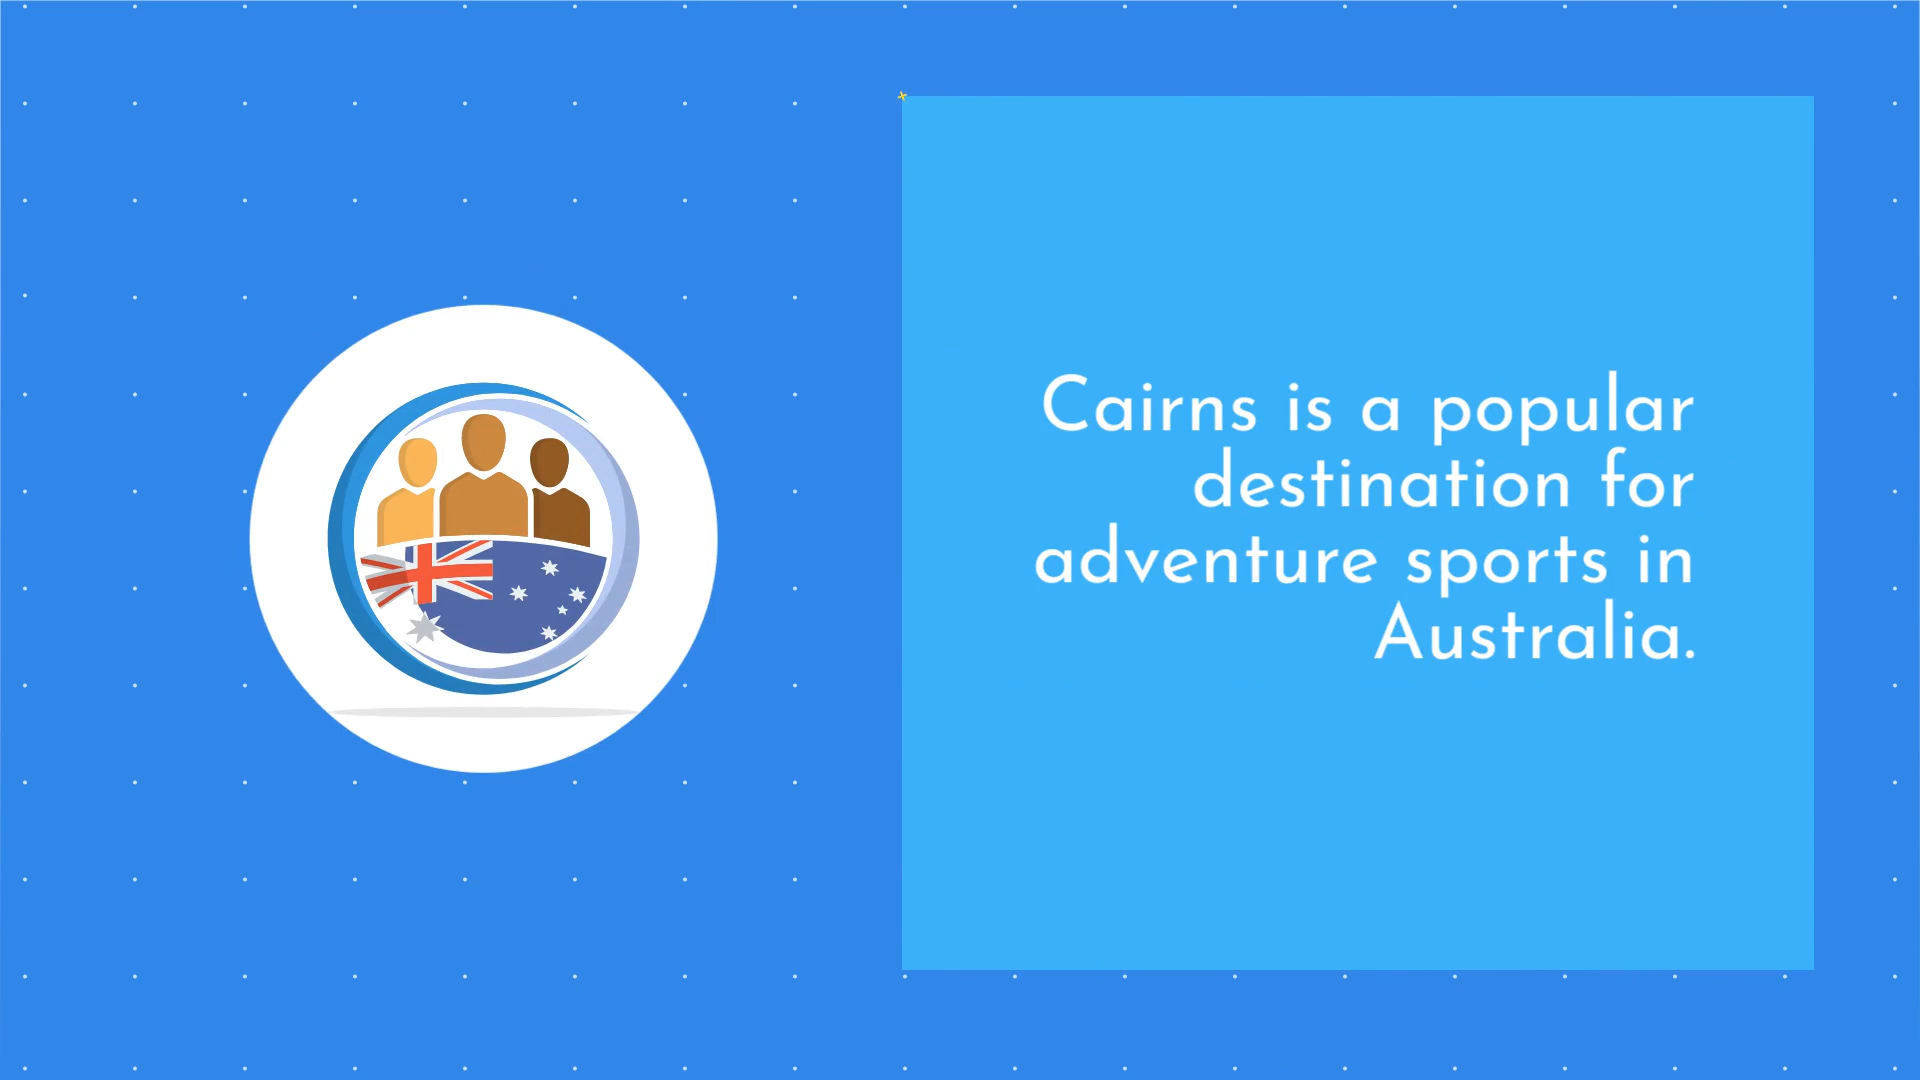 Cairns is a popular
destination for
adventure sports in
Australia.